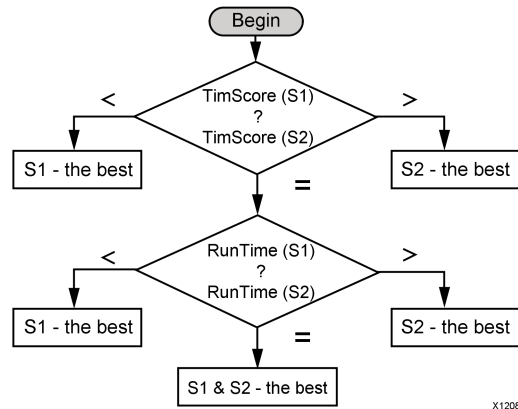 Begin
TimScore (S1)
?
TimScore (S2)
<
>
S1 - the best
S2 - the best
=
RunTime (S1)
?
RunTime (S2)
<
>
S1 - the best
S2 - the best
=
S1 & S2 - the best
X1208